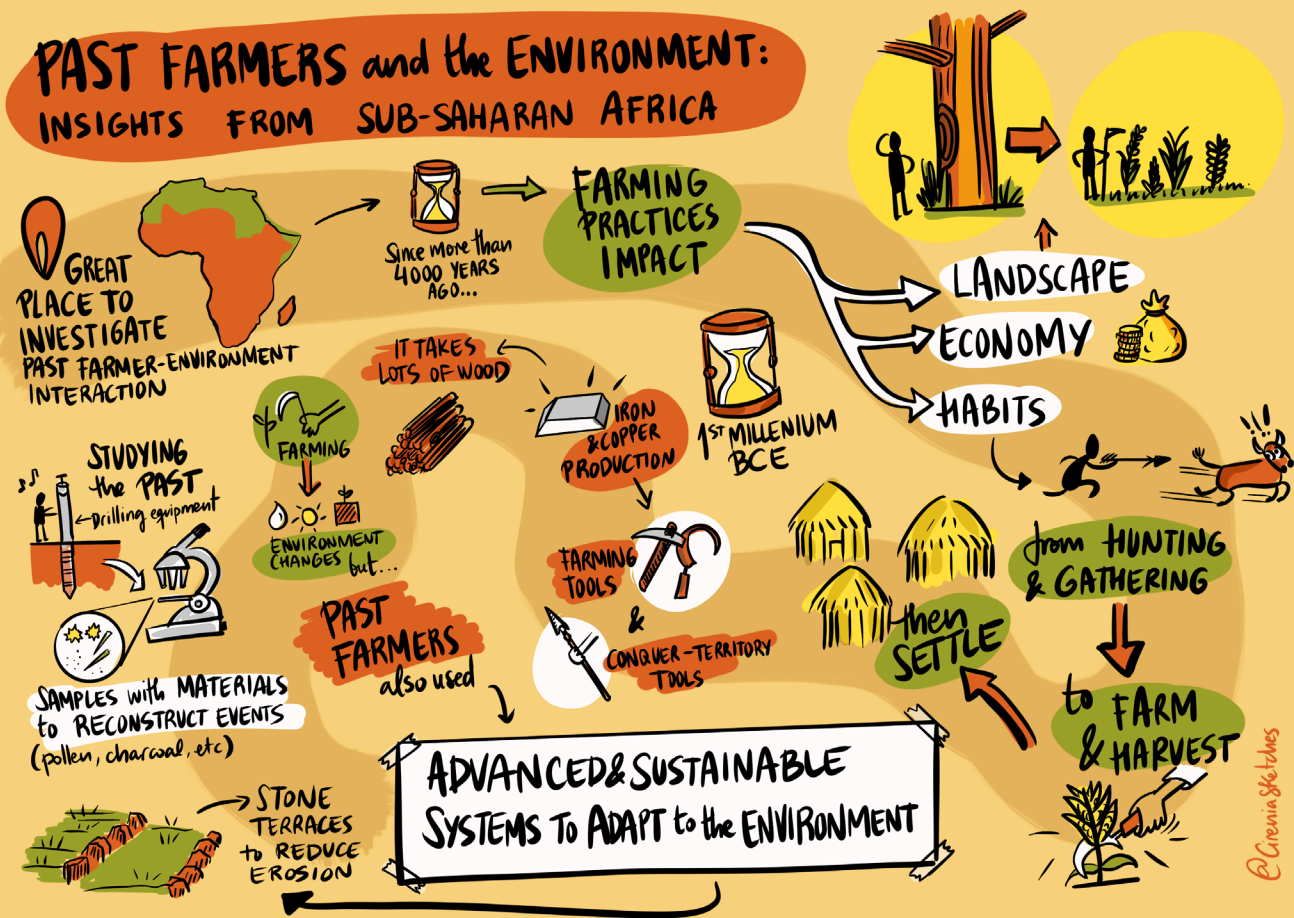 PAST FARMERS and the ENVIRONMENT:
INSIGHTS FROM SUB-SAHARAN AFRICA
GREAT
PLACE TO
INVESTIGATE
PAST FARMER-ENVIRONMENT
INTERACTION
Since more than
4000 YEARS
AGO...
FARMING
PRACTICES
IMPACT
LANDSCAPE
ECONOMY
HABITS
from HUNTING
& GATHERING
to FARM
& HARVEST
then
SETTLE
1ST MILLENIUM
BCE
IRON
& COPPER
PRODUCTION
IT TAKES
LOTS OF WOOD
FARMING
TOOLS
&
CONQUER-TERRITORY
TOOLS
FARMING
ENVIRONMENT
CHANGES but...
PAST
FARMERS
also used
ADVANCED & SUSTAINABLE
SYSTEMS TO ADAPT to the ENVIRONMENT
STONE
TERRACES
to REDUCE
EROSION
STUDYING
the PAST
Drilling equipment
SAMPLES with MATERIALS
to RECONSTRUCT EVENTS
(pollen, charcoal, etc)
@CireniaSketches